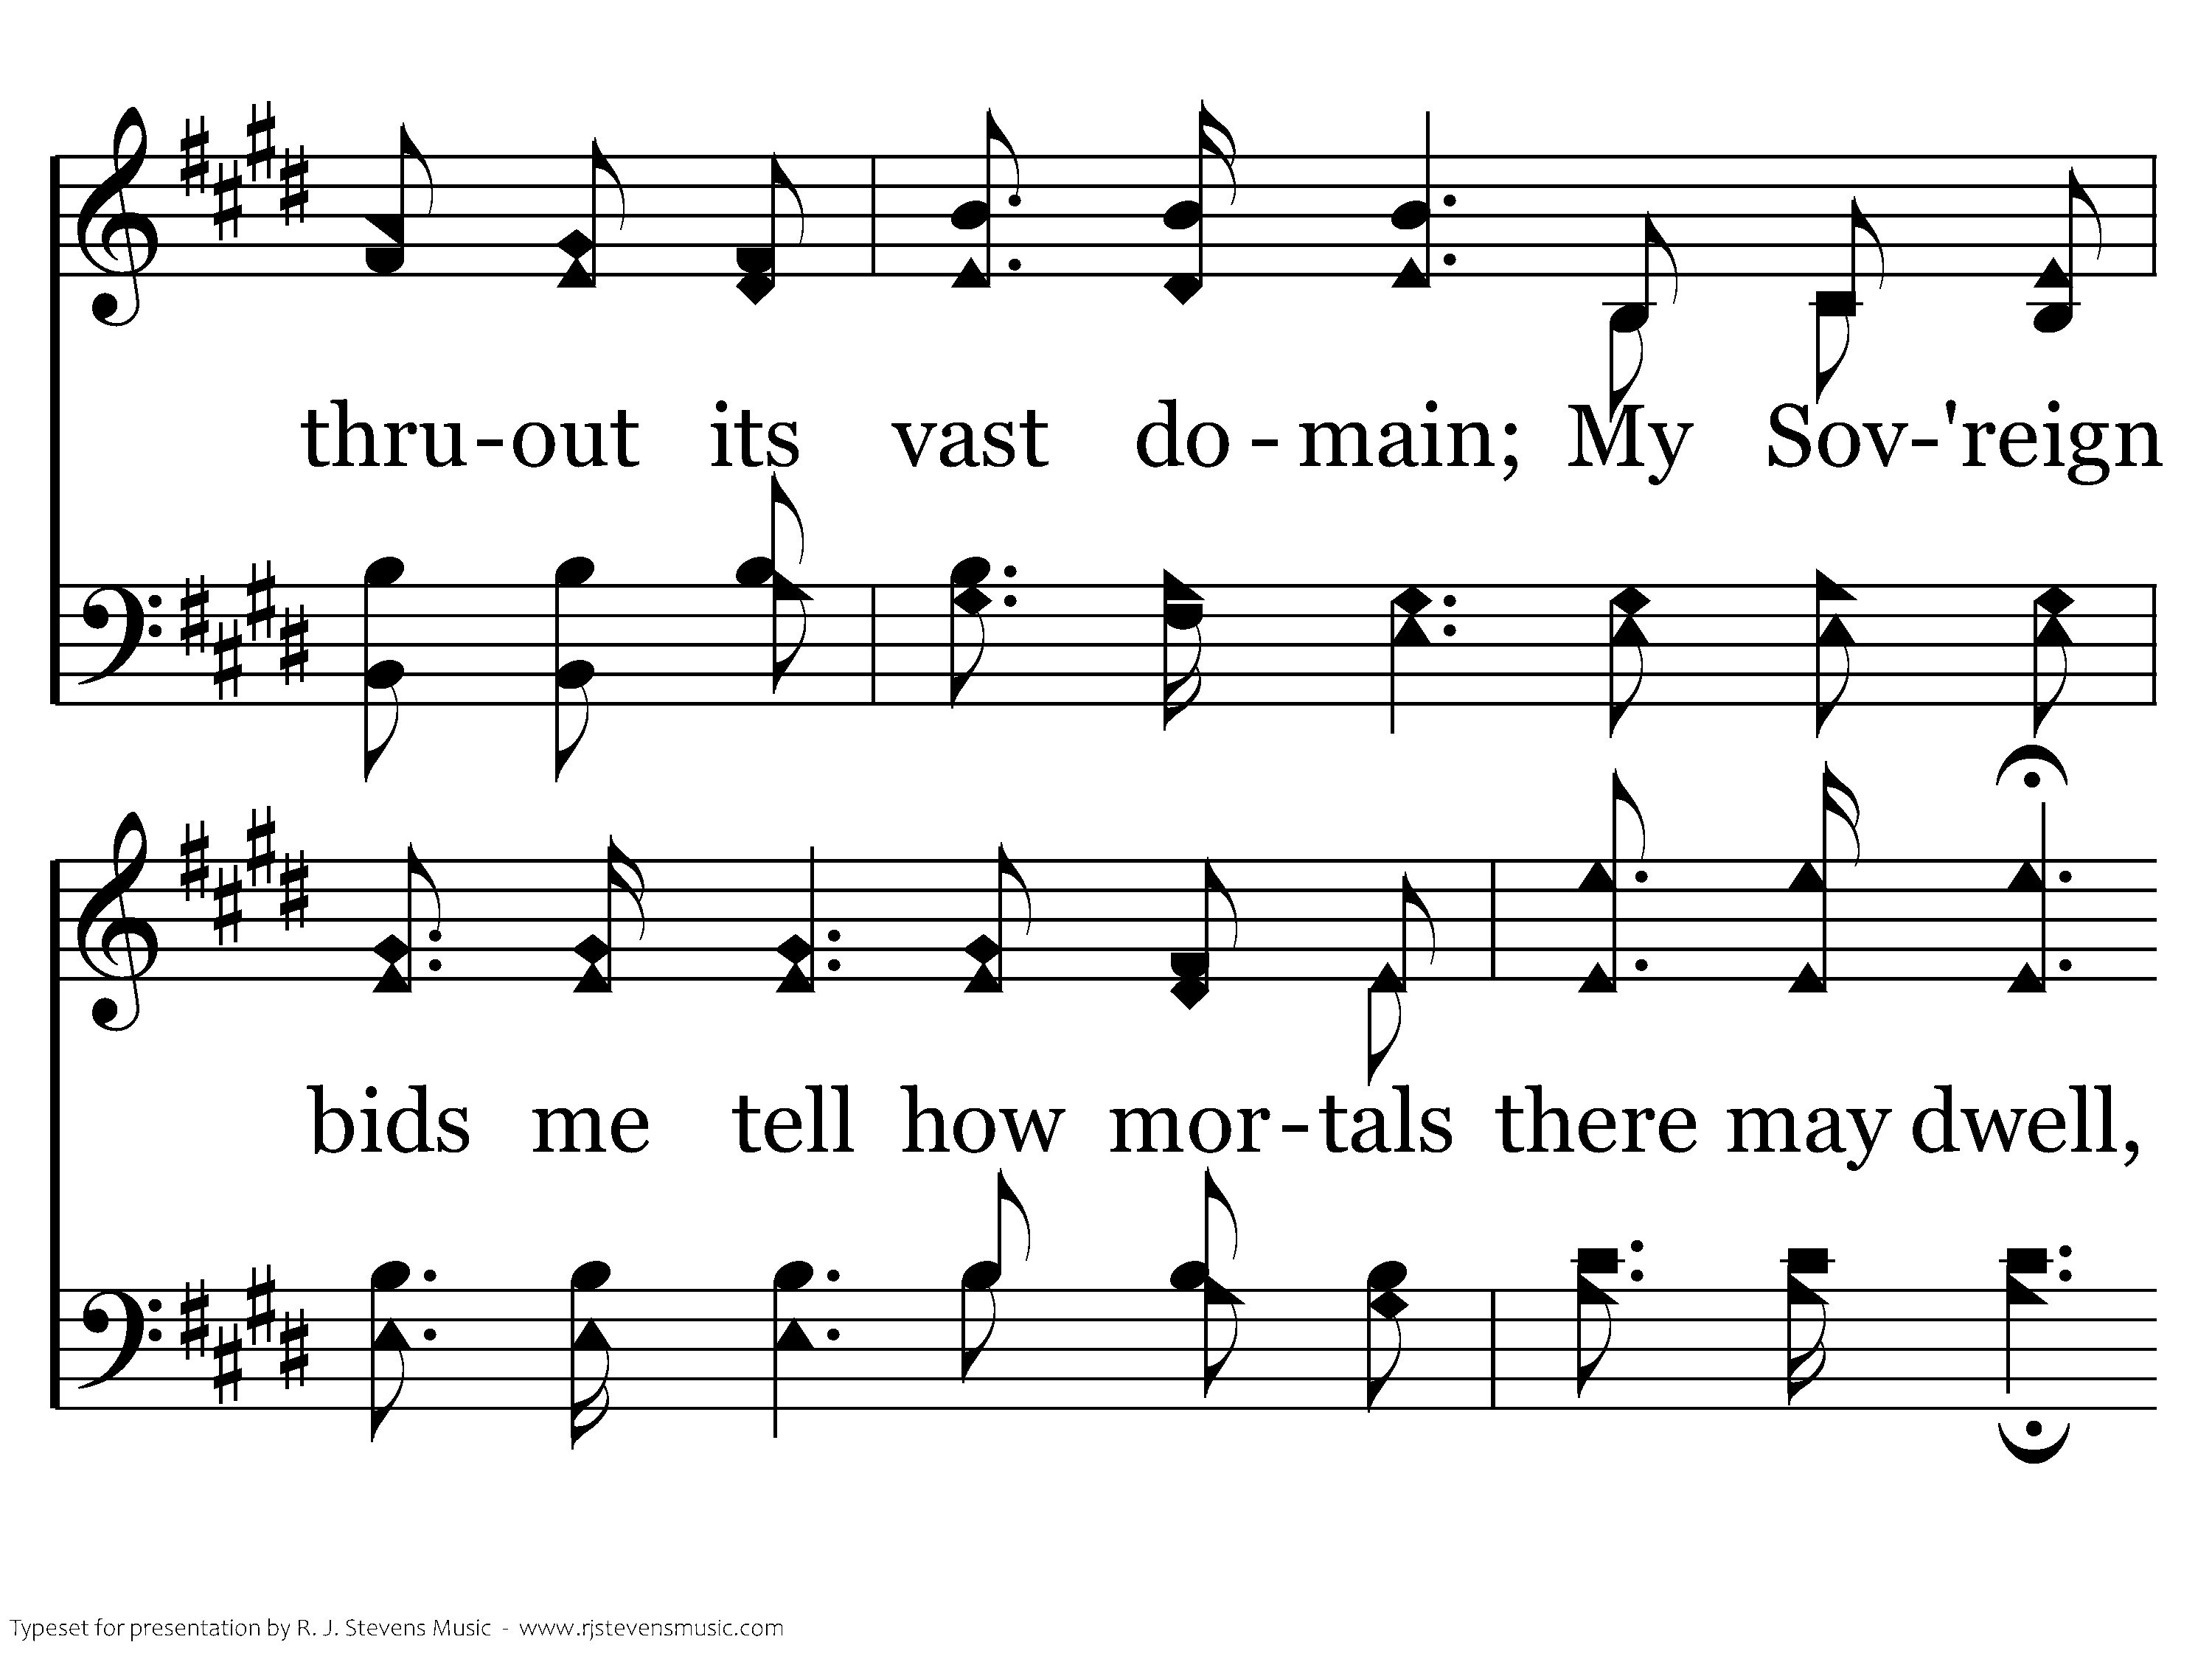 thru-out its vast do-main; My Sov-'reign
bids me tell how mor-tals there may dwell,
Typeset for presentation by R. J. Stevens Music - www.rjstevensmusic.com